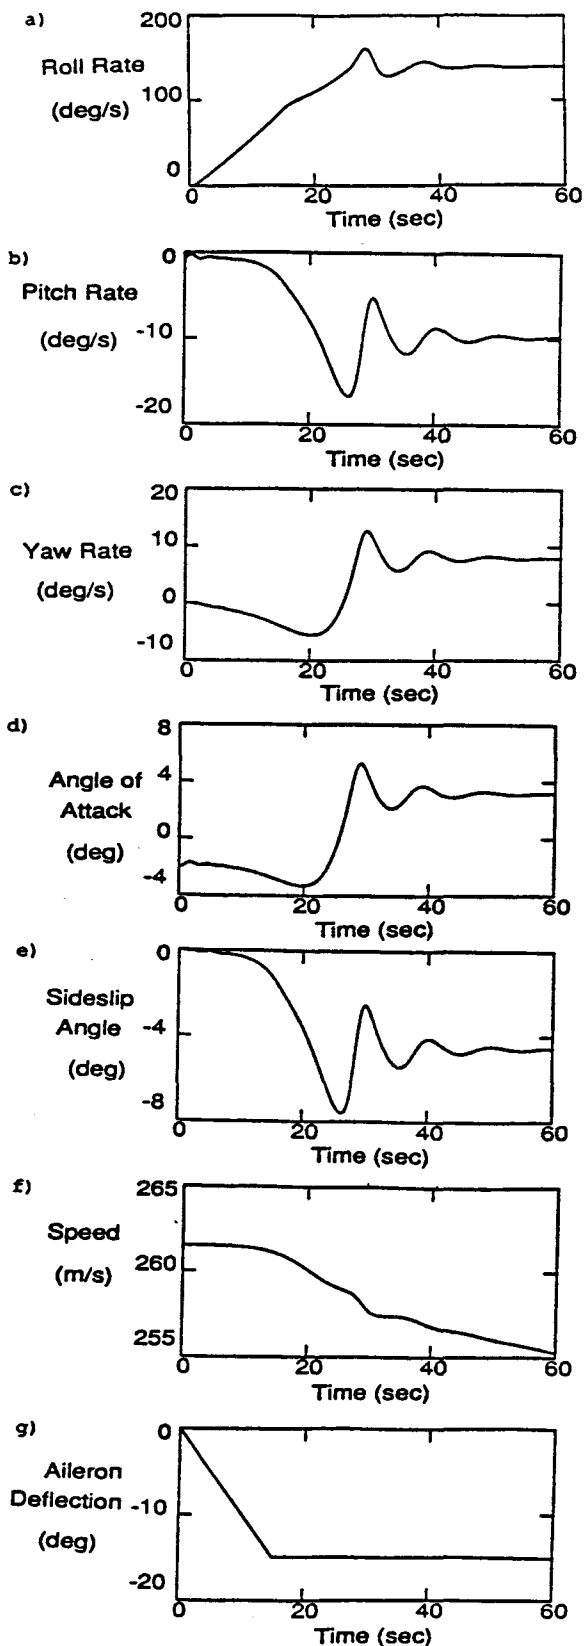 a)
200
Roll Rate
100
(deg/s)
0
0 20 40 60
Time (sec)
b)
0
Pitch Rate
(deg/s)
-10
-20
0 20 40 60
Time (sec)
c)
20
10
Yaw Rate
(deg/s)
0
-10
0 20 40 60
Time (sec)
d)
8
Angle of
4
Attack
0
(deg)
-4
0 20 40 60
Time (sec)
e)
0
Sideslip
Angle
-4
(deg)
-8
0 20 40 60
Time (sec)
f)
265
Speed
260
(m/s)
255
0 20 40 60
Time (sec)
g)
0
Aileron
Deflection
-10
(deg)
-20
0 20 40 60
Time (sec)